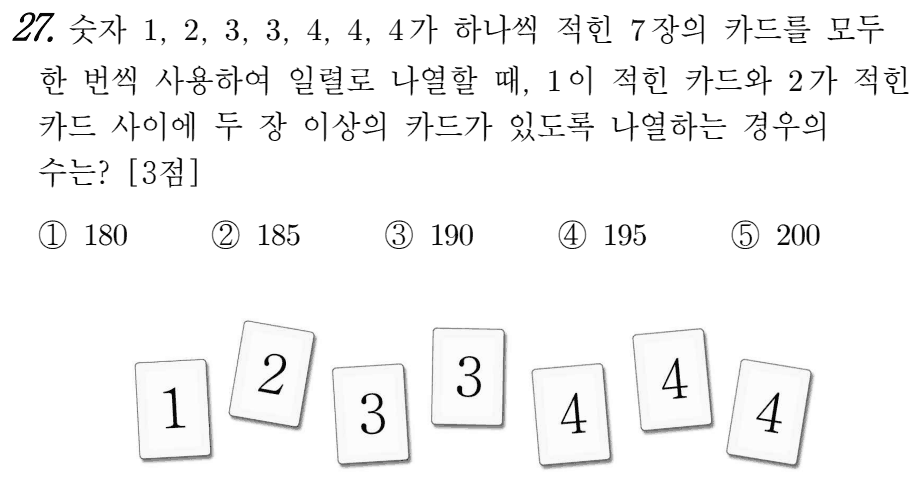 27. 숫자 1, 2, 3, 3, 4, 4, 4가 하나씩 적힌 7장의 카드를 모두
한 번씩 사용하여 일렬로 나열할 때, 1이 적힌 카드와 2가 적힌
카드 사이에 두 장 이상의 카드가 있도록 나열하는 경우의
수는? [3점]
① 180 ② 185 ③ 190 ④ 195 ⑤ 200
1 2 3 3 4 4 4